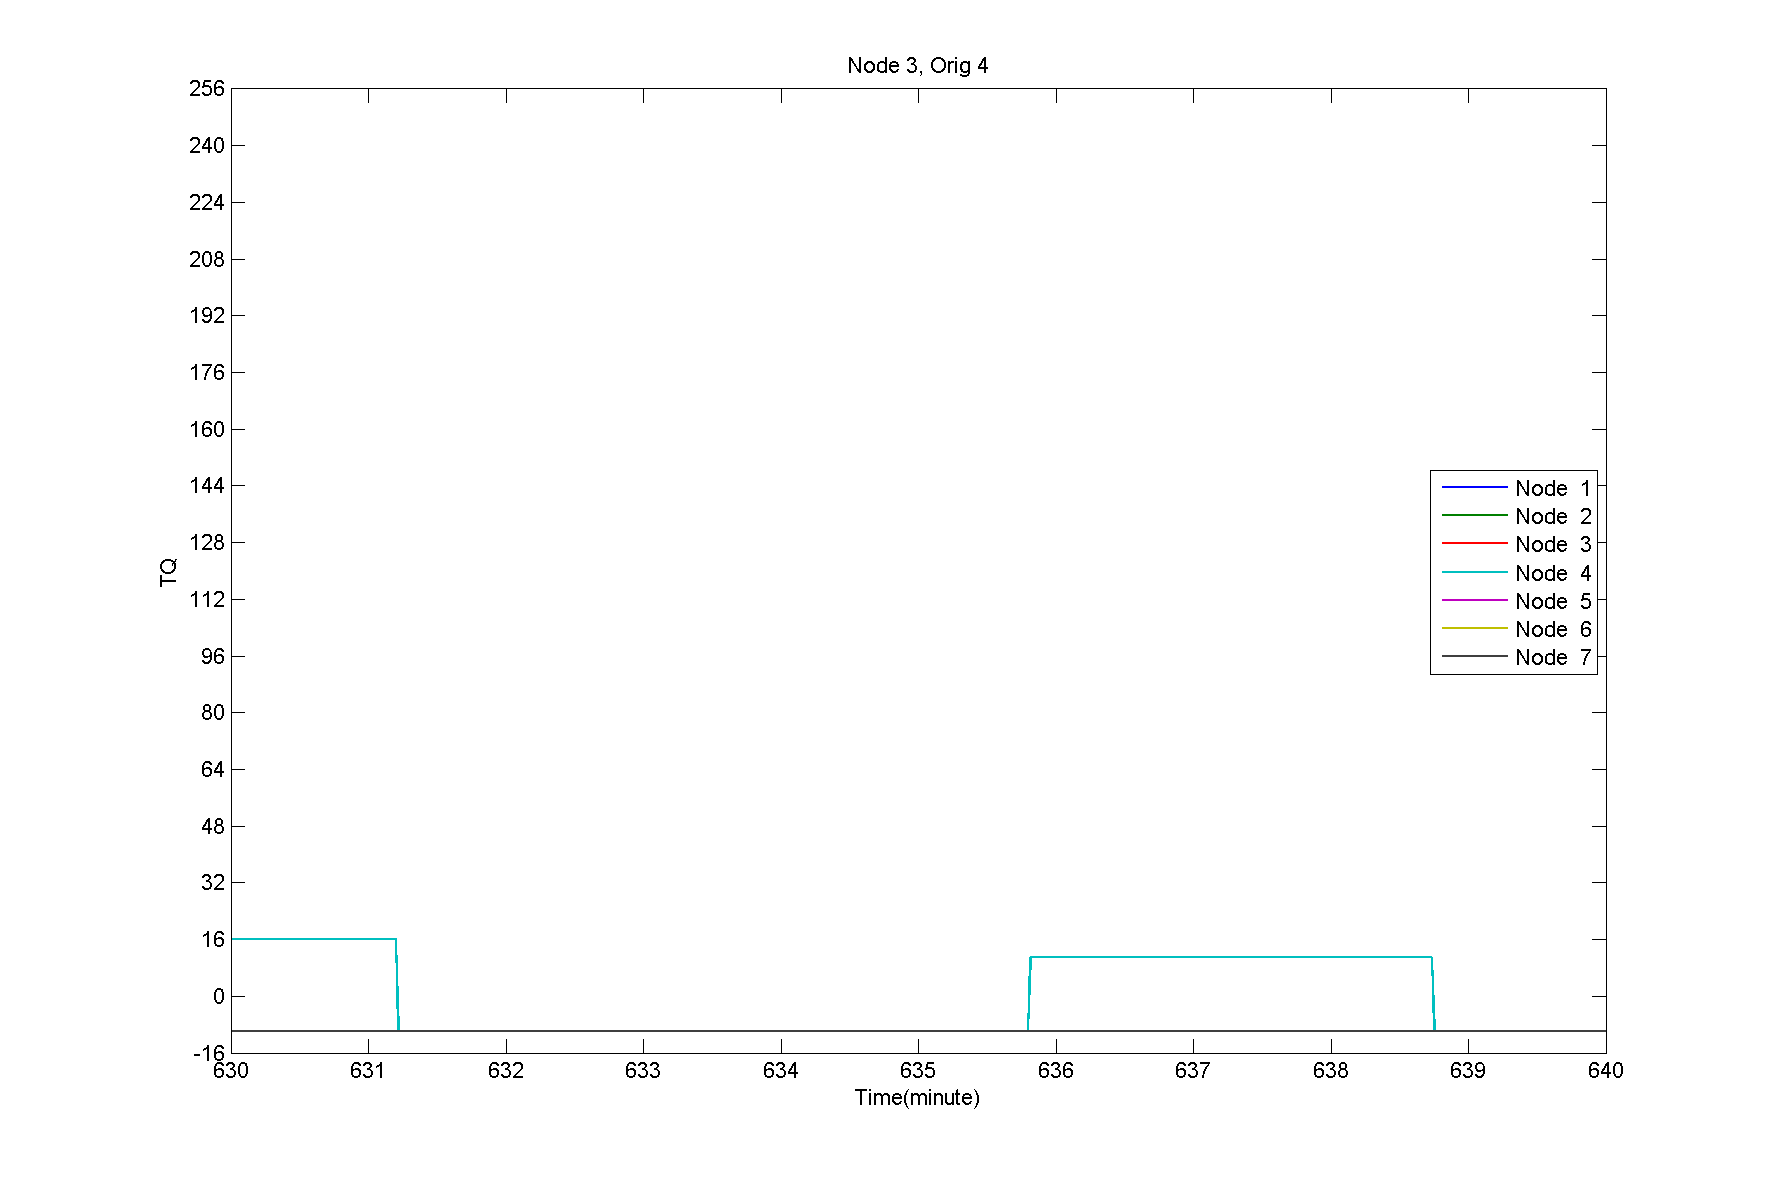 Node 3, Orig 4
256
240
224
208
192
176
160
144
128
112
96
80
64
48
32
16
0
-16
TQ
Node 1
Node 2
Node 3
Node 4
Node 5
Node 6
Node 7
630 631 632 633 634 635 636 637 638 639 640
Time(minute)